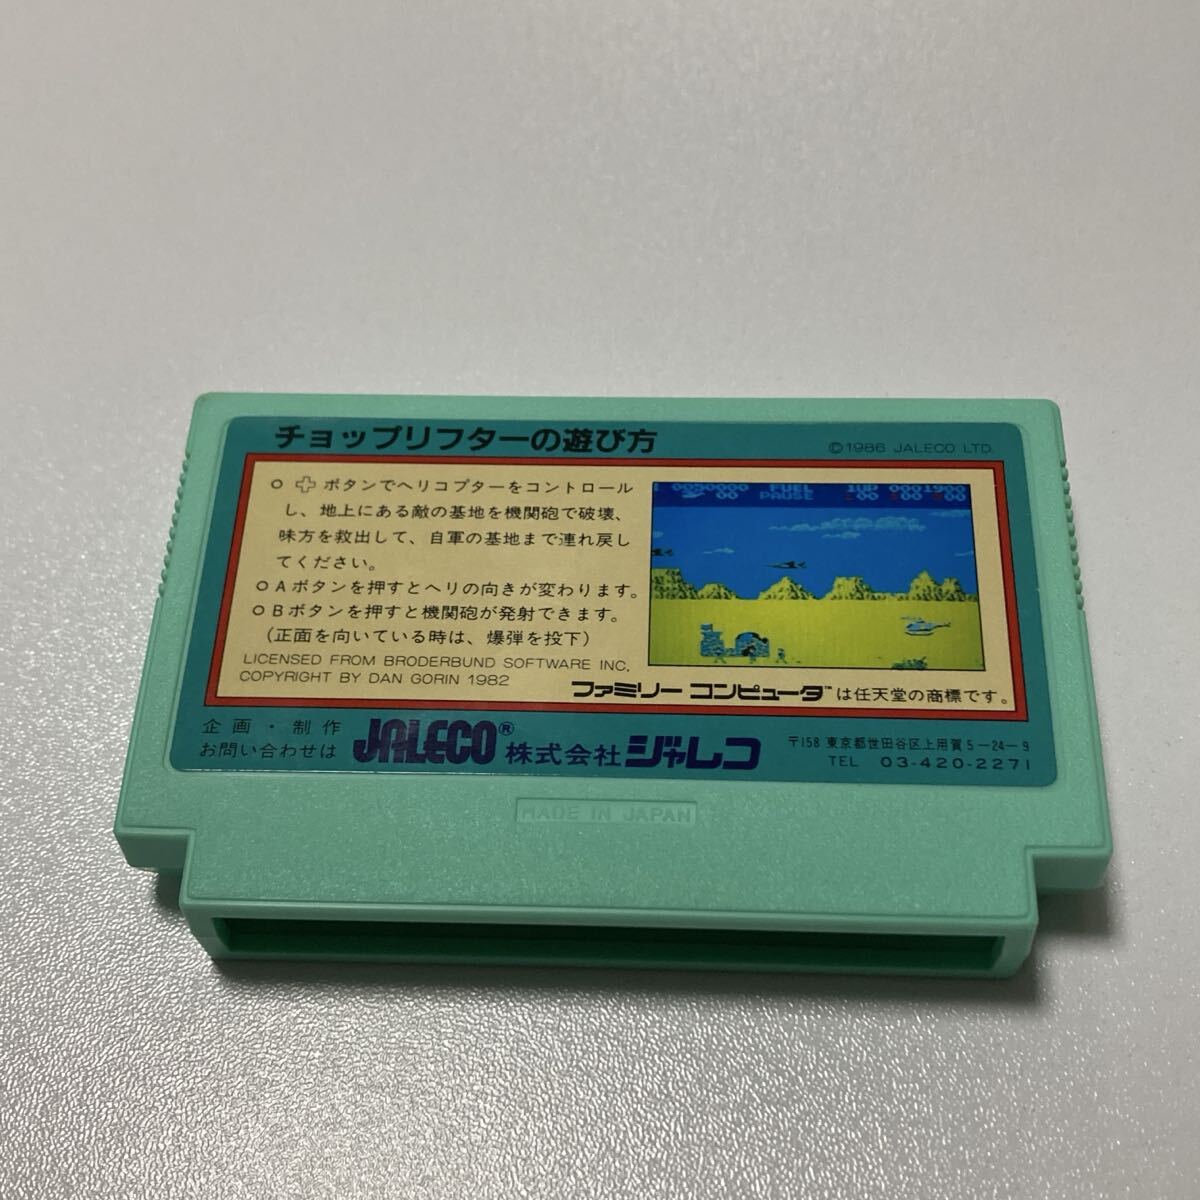 チョップリフターの遊び方
©1986 JALECO LTD.
○ ✚ ボタンでヘリコプターをコントロール
し、地上にある敵の基地を機関砲で破壊、
味方を救出して、自軍の基地まで連れ戻し
てください。
○Aボタンを押すとヘリの向きが変わります。
○Bボタンを押すと機関砲が発射できます。
(正面を向いている時は、爆弾を投下)
LICENSED FROM BRODERBUND SOFTWARE INC.
COPYRIGHT BY DAN GORIN 1982
0050000 FUEL 1UP 0001900
00 PAUSE 00 00 00
ファミリー コンピュータ™は任天堂の商標です。
企画・制作
お問い合わせは
JALECO® 株式会社ジャレコ
〒158 東京都世田谷区上用賀5-24-9
TEL 03-420-2271
MADE IN JAPAN